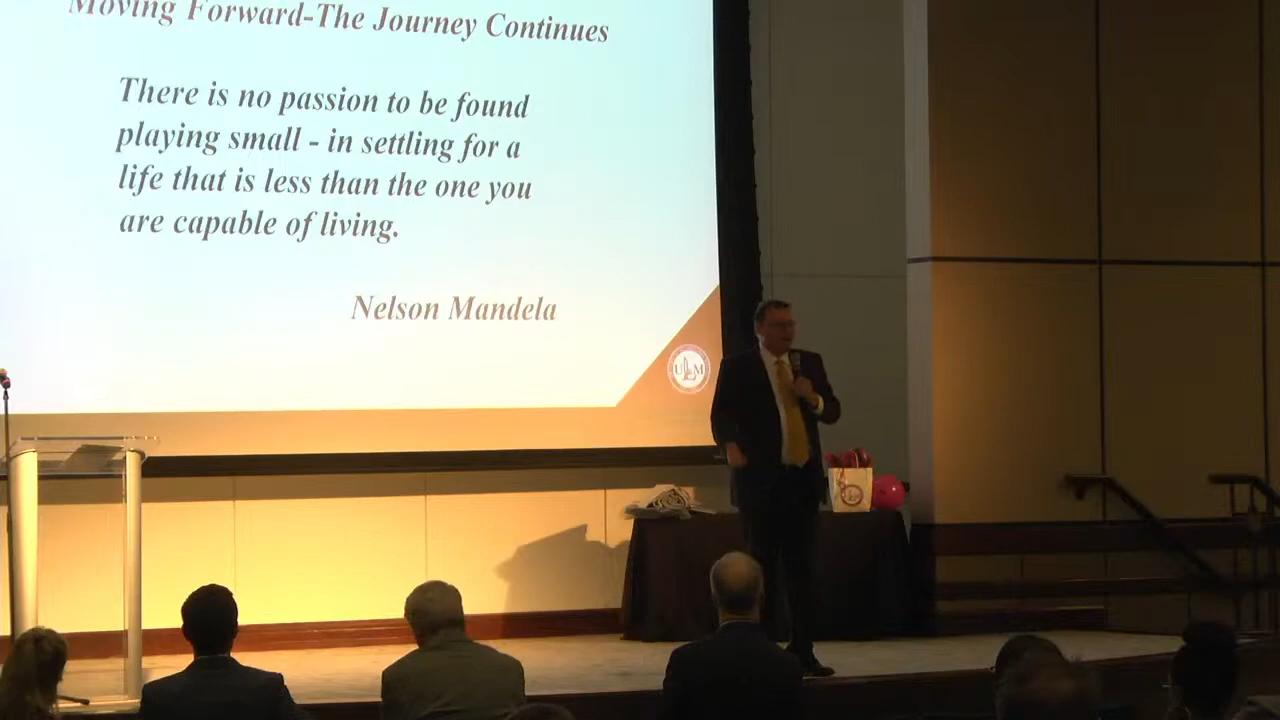 Moving Forward-The Journey Continues
There is no passion to be found
playing small - in settling for a
life that is less than the one you
are capable of living.
Nelson Mandela
ULM